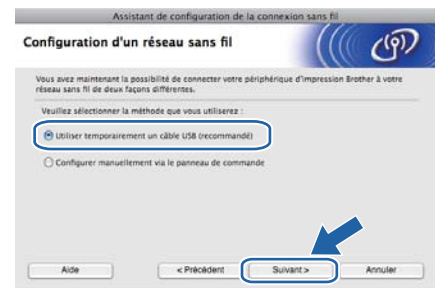 Assistant de configuration de la connexion sans fil
Configuration d'un réseau sans fil
Vous avez maintenant la possibilité de connecter votre périphérique d'impression Brother à votre
réseau sans fil de deux façons différentes.
Veuillez sélectionner la méthode que vous utiliserez :
Utiliser temporairement un câble USB (recommandé)
Configurer manuellement via le panneau de commande
Aide
< Précédent
Suivant >
Annuler